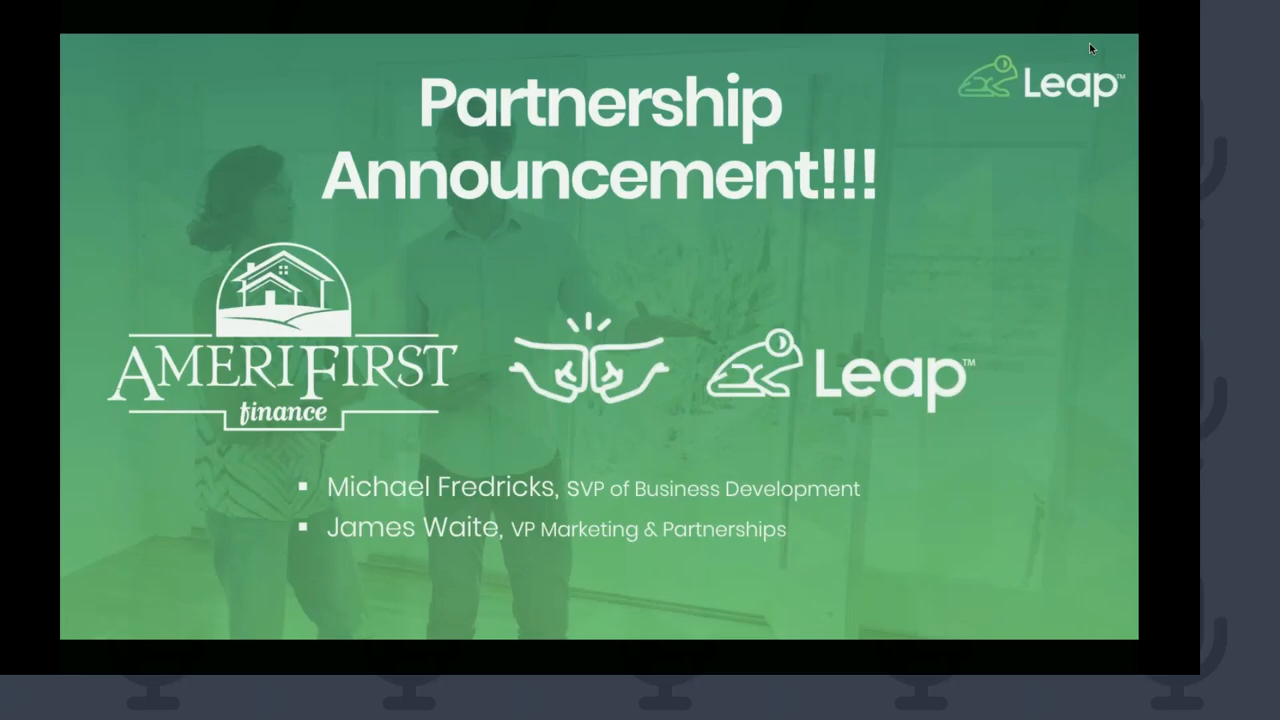 Leap™
Partnership
Announcement!!!
AMERIFIRST
finance
Leap™
▪ Michael Fredricks, SVP of Business Development
▪ James Waite, VP Marketing & Partnerships